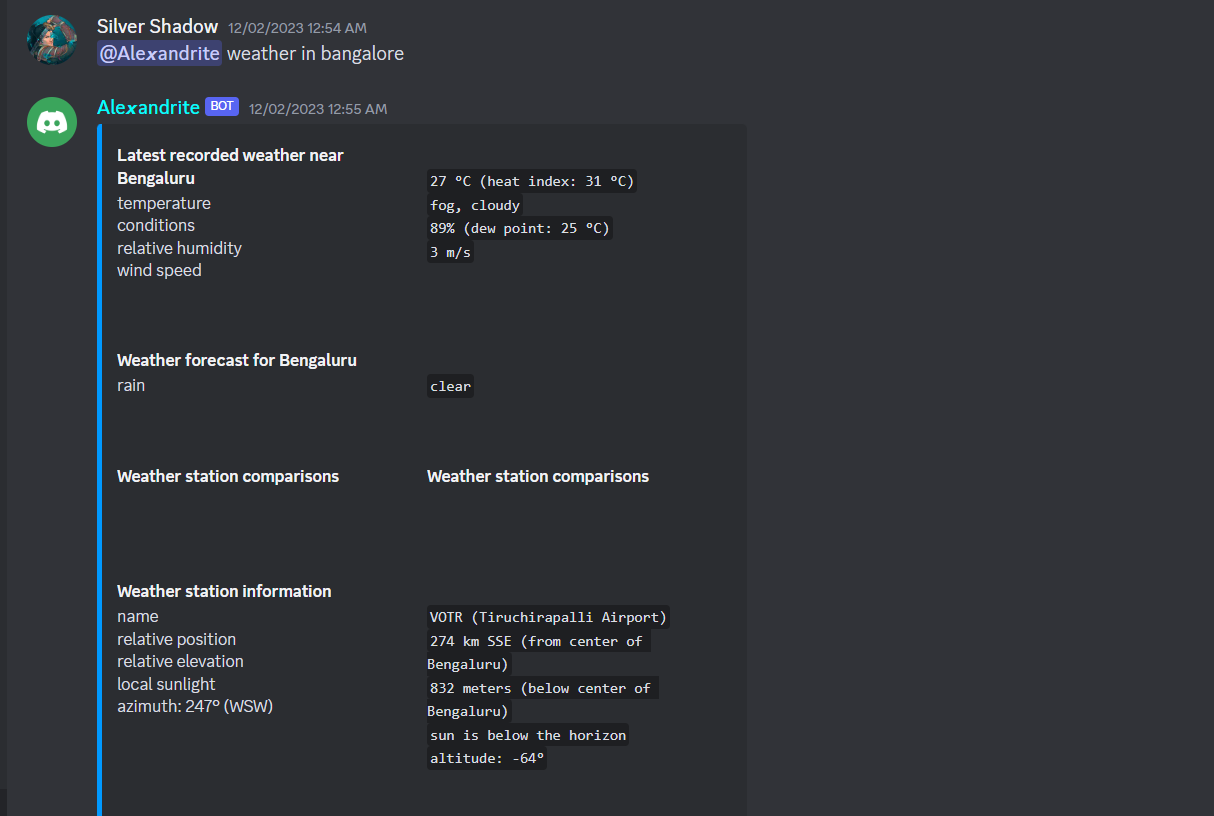 Silver Shadow 12/02/2023 12:54 AM
@Alexandrite weather in bangalore
Alexandrite BOT 12/02/2023 12:55 AM
Latest recorded weather near
Bengaluru
temperature
conditions
relative humidity
wind speed
27 °C (heat index: 31 °C)
fog, cloudy
89% (dew point: 25 °C)
3 m/s
Weather forecast for Bengaluru
rain
clear
Weather station comparisons
Weather station comparisons
Weather station information
name
relative position
relative elevation
local sunlight
azimuth: 247° (WSW)
VOTR (Tiruchirapalli Airport)
274 km SSE (from center of
Bengaluru)
832 meters (below center of
Bengaluru)
sun is below the horizon
altitude: -64°